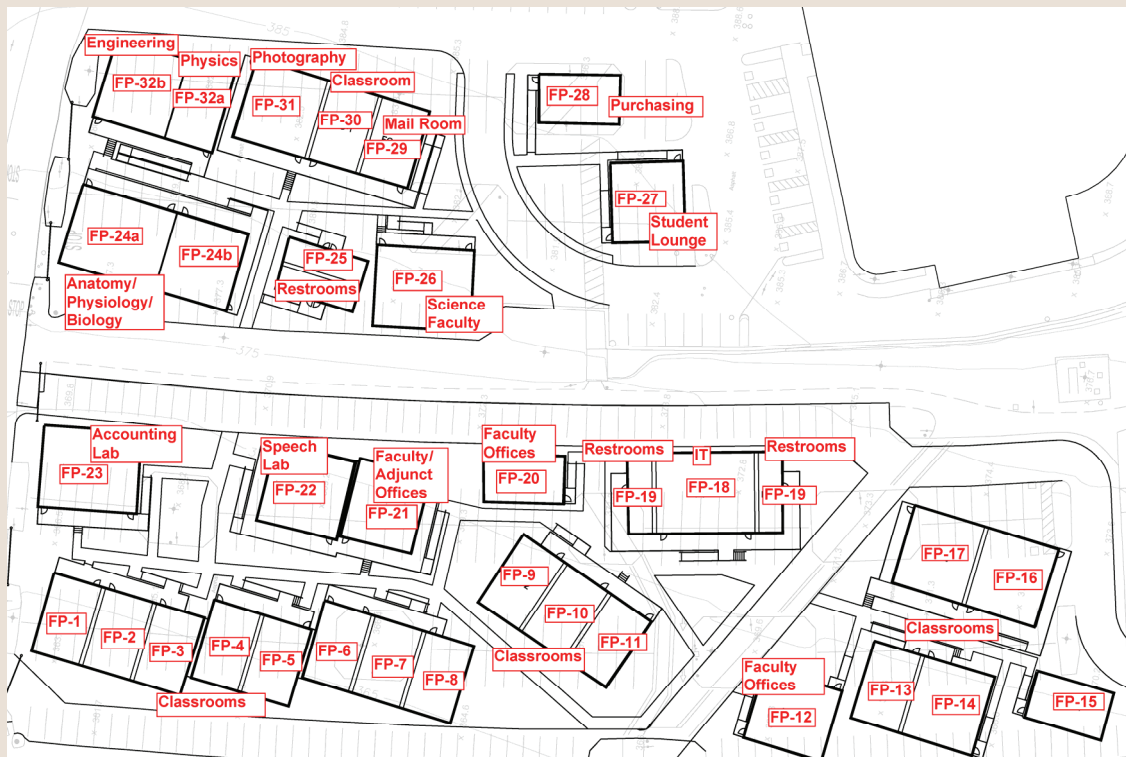 Engineering
Physics
Photography
Classroom
FP-32b
FP-32a
FP-31
FP-30
Mail Room
FP-29
FP-28
Purchasing
FP-27
Student
Lounge
FP-24a
FP-24b
Anatomy/
Physiology/
Biology
FP-25
Restrooms
FP-26
Science
Faculty
385
375
Accounting
Lab
FP-23
Speech
Lab
FP-22
Faculty/
Adjunct
Offices
FP-21
Faculty
Offices
FP-20
Restrooms
IT
Restrooms
FP-19
FP-18
FP-19
FP-17
FP-16
FP-9
FP-10
FP-11
Classrooms
FP-1
FP-2
FP-3
FP-4
FP-5
FP-6
FP-7
FP-8
Classrooms
Classrooms
Faculty
Offices
FP-12
FP-13
FP-14
FP-15